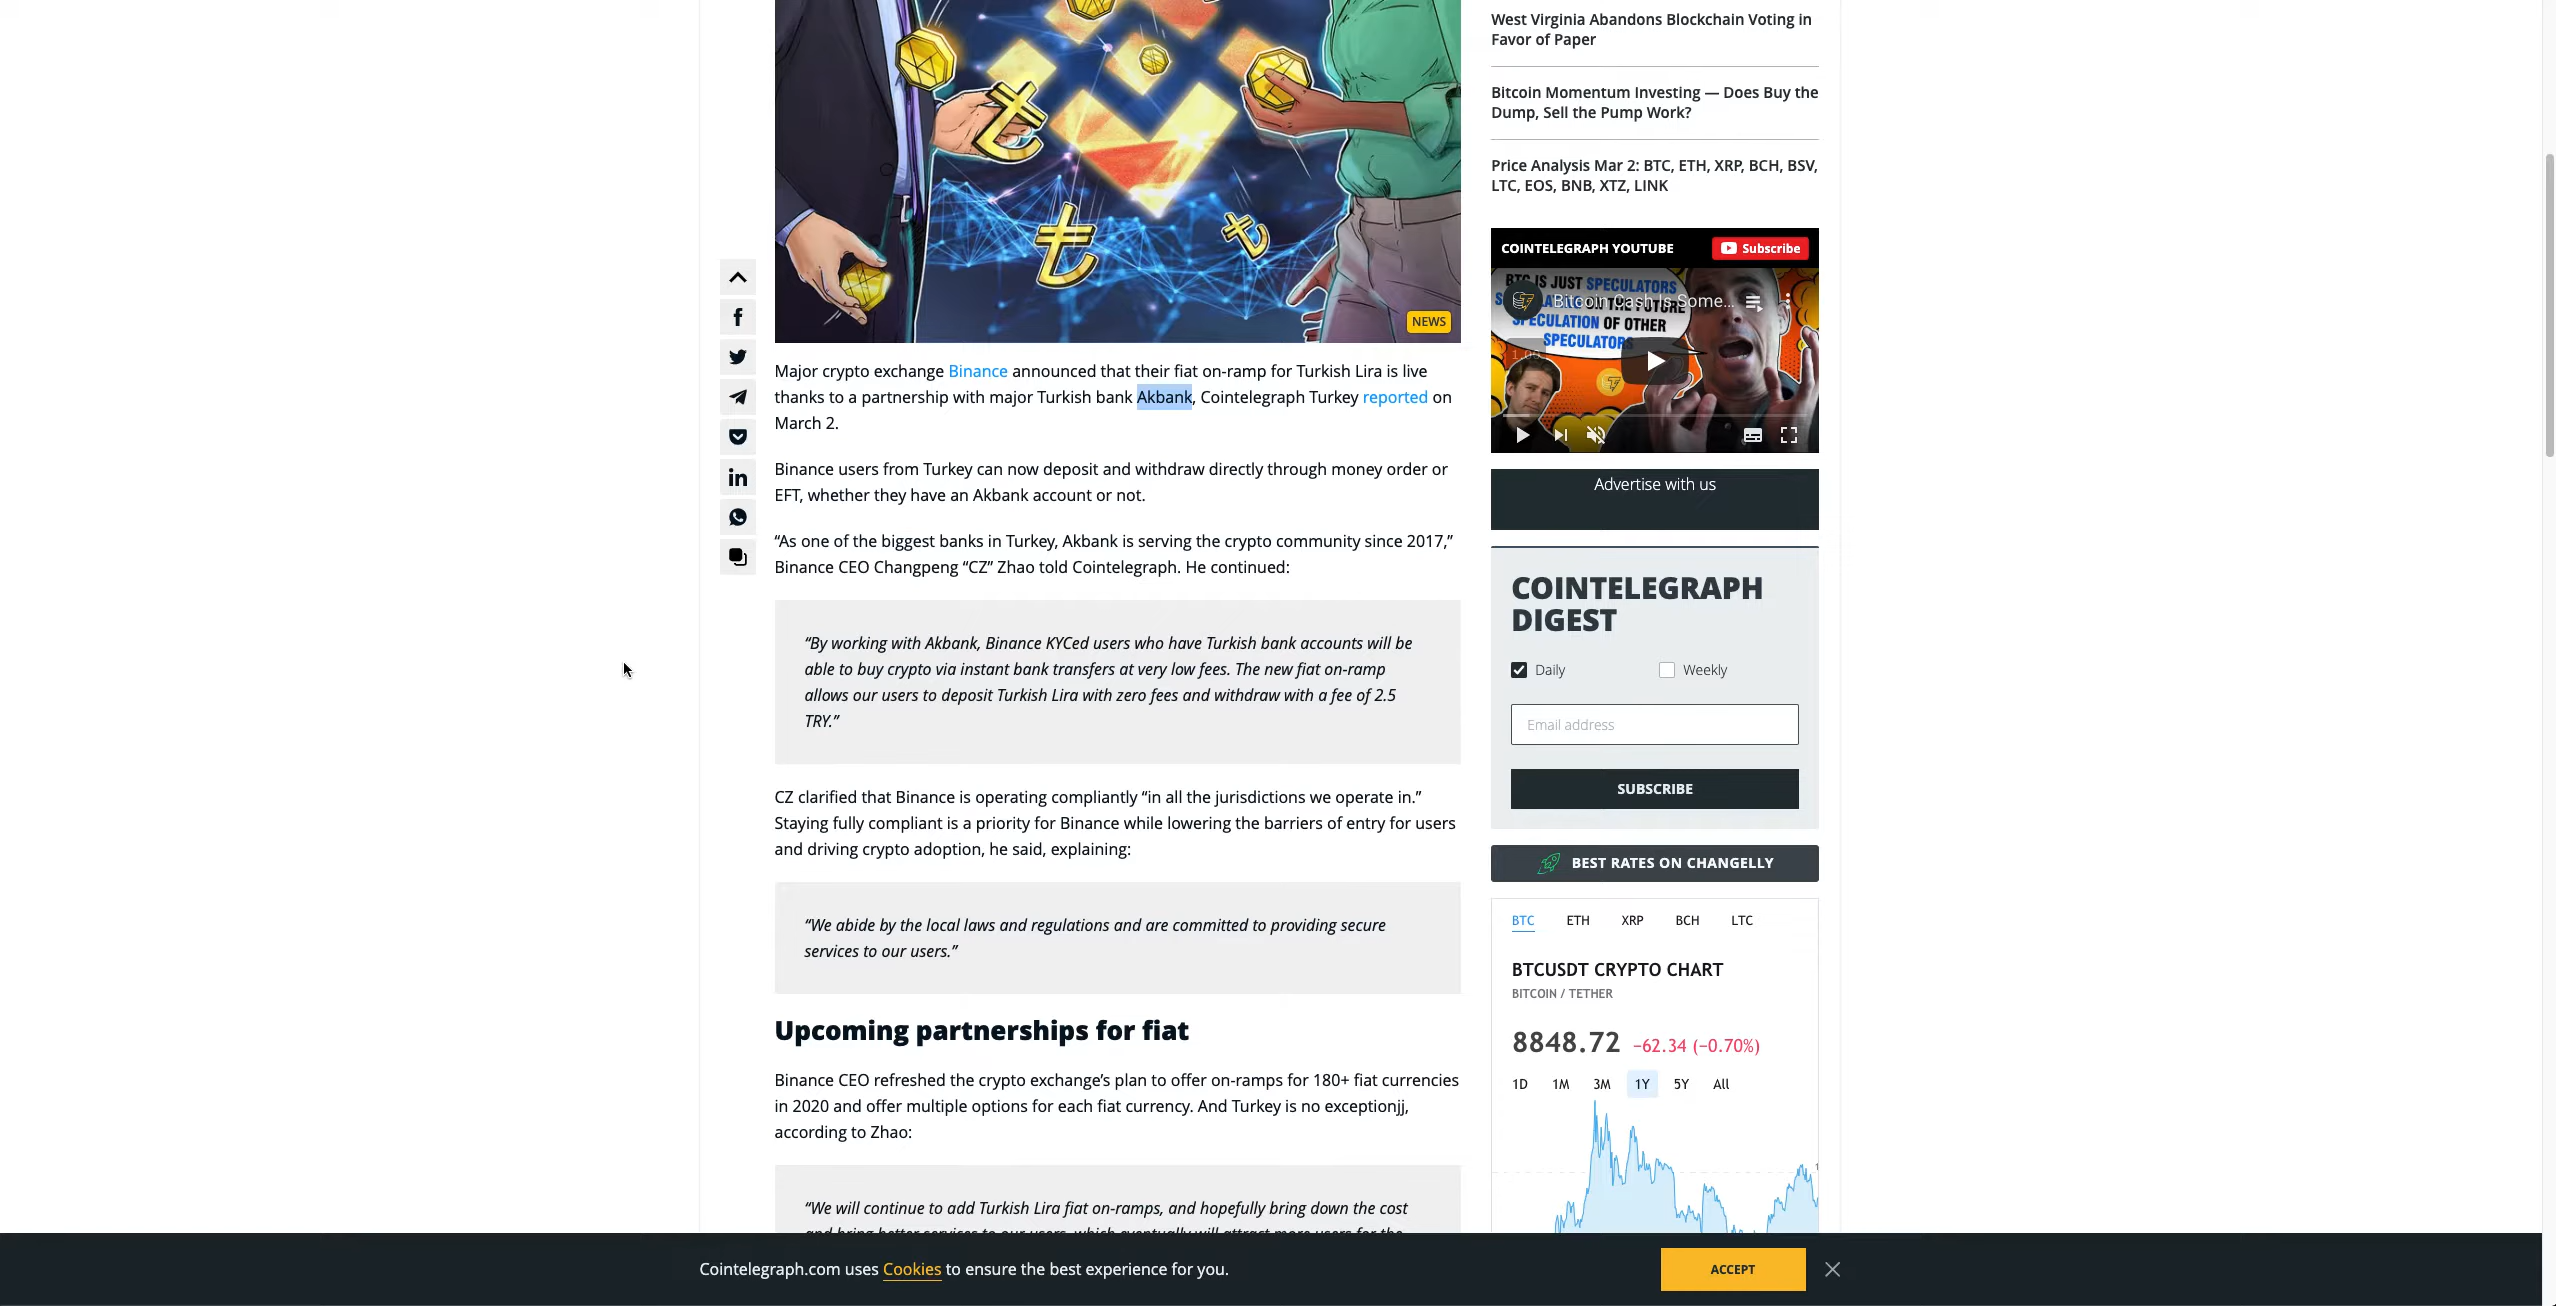 NEWS
Major crypto exchange Binance announced that their fiat on-ramp for Turkish Lira is live
thanks to a partnership with major Turkish bank Akbank, Cointelegraph Turkey reported on
March 2.
Binance users from Turkey can now deposit and withdraw directly through money order or
EFT, whether they have an Akbank account or not.
“As one of the biggest banks in Turkey, Akbank is serving the crypto community since 2017,”
Binance CEO Changpeng “CZ” Zhao told Cointelegraph. He continued:
“By working with Akbank, Binance KYCed users who have Turkish bank accounts will be
able to buy crypto via instant bank transfers at very low fees. The new fiat on-ramp
allows our users to deposit Turkish Lira with zero fees and withdraw with a fee of 2.5
TRY.”
CZ clarified that Binance is operating compliantly “in all the jurisdictions we operate in.”
Staying fully compliant is a priority for Binance while lowering the barriers of entry for users
and driving crypto adoption, he said, explaining:
“We abide by the local laws and regulations and are committed to providing secure
services to our users.”
Upcoming partnerships for fiat
Binance CEO refreshed the crypto exchange’s plan to offer on-ramps for 180+ fiat currencies
in 2020 and offer multiple options for each fiat currency. And Turkey is no exceptionjj,
according to Zhao:
“We will continue to add Turkish Lira fiat on-ramps, and hopefully bring down the cost
and bring better services to our users, which eventually will attract more users for the
West Virginia Abandons Blockchain Voting in
Favor of Paper
Bitcoin Momentum Investing — Does Buy the
Dump, Sell the Pump Work?
Price Analysis Mar 2: BTC, ETH, XRP, BCH, BSV,
LTC, EOS, BNB, XTZ, LINK
COINTELEGRAPH YOUTUBE
Subscribe
BTC IS JUST SPECULATORS
Bitcoin Cash Is Some...
THE FUTURE
SPECULATION OF OTHER
SPECULATORS
Advertise with us
COINTELEGRAPH
DIGEST
Daily
Weekly
Email address
SUBSCRIBE
BEST RATES ON CHANGELLY
BTC ETH XRP BCH LTC
BTCUSDT CRYPTO CHART
BITCOIN / TETHER
8848.72 −62.34 (−0.70%)
1D 1M 3M 1Y 5Y All
Cointelegraph.com uses Cookies to ensure the best experience for you.
ACCEPT